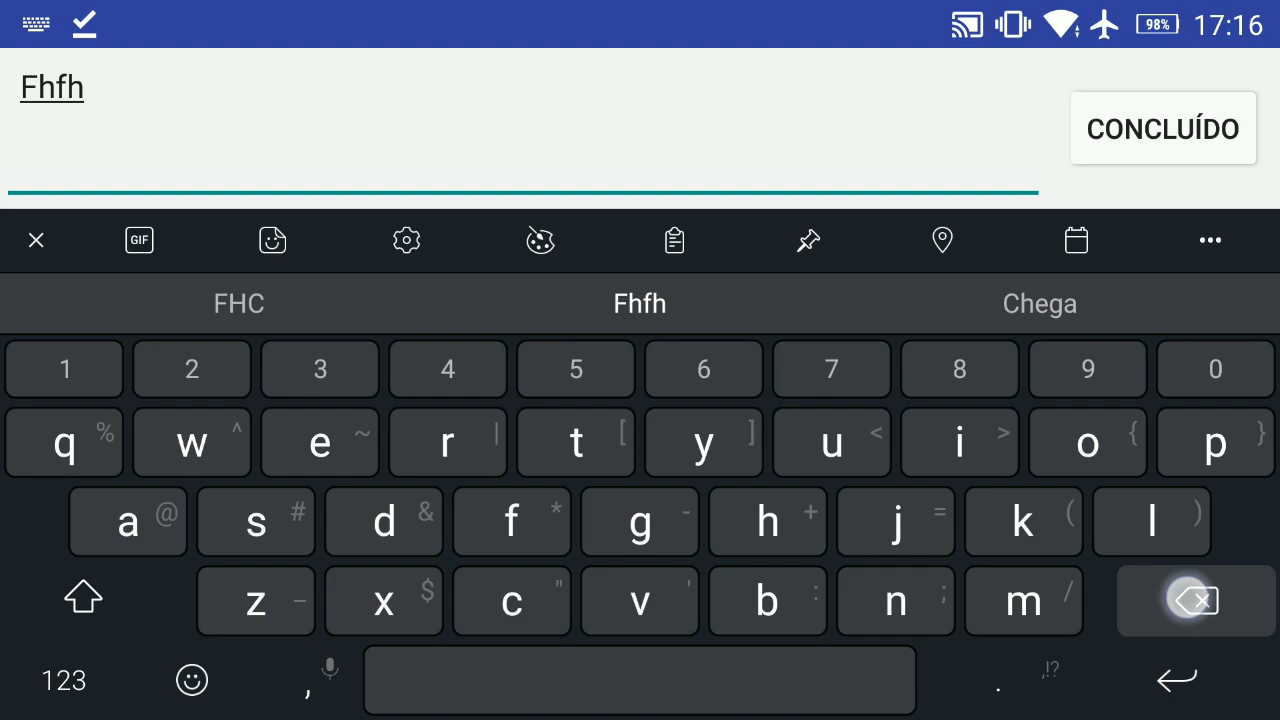 98% 17:16
Fhfh
CONCLUÍDO
GIF
FHC Fhfh Chega
1 2 3 4 5 6 7 8 9 0
q % w ^ e ~ r | t [ y ] u < i > o { p }
a @ s # d & f * g - h + j = k ( l )
z _ x $ c " v ' b : n ; m /
123 , . ,!?